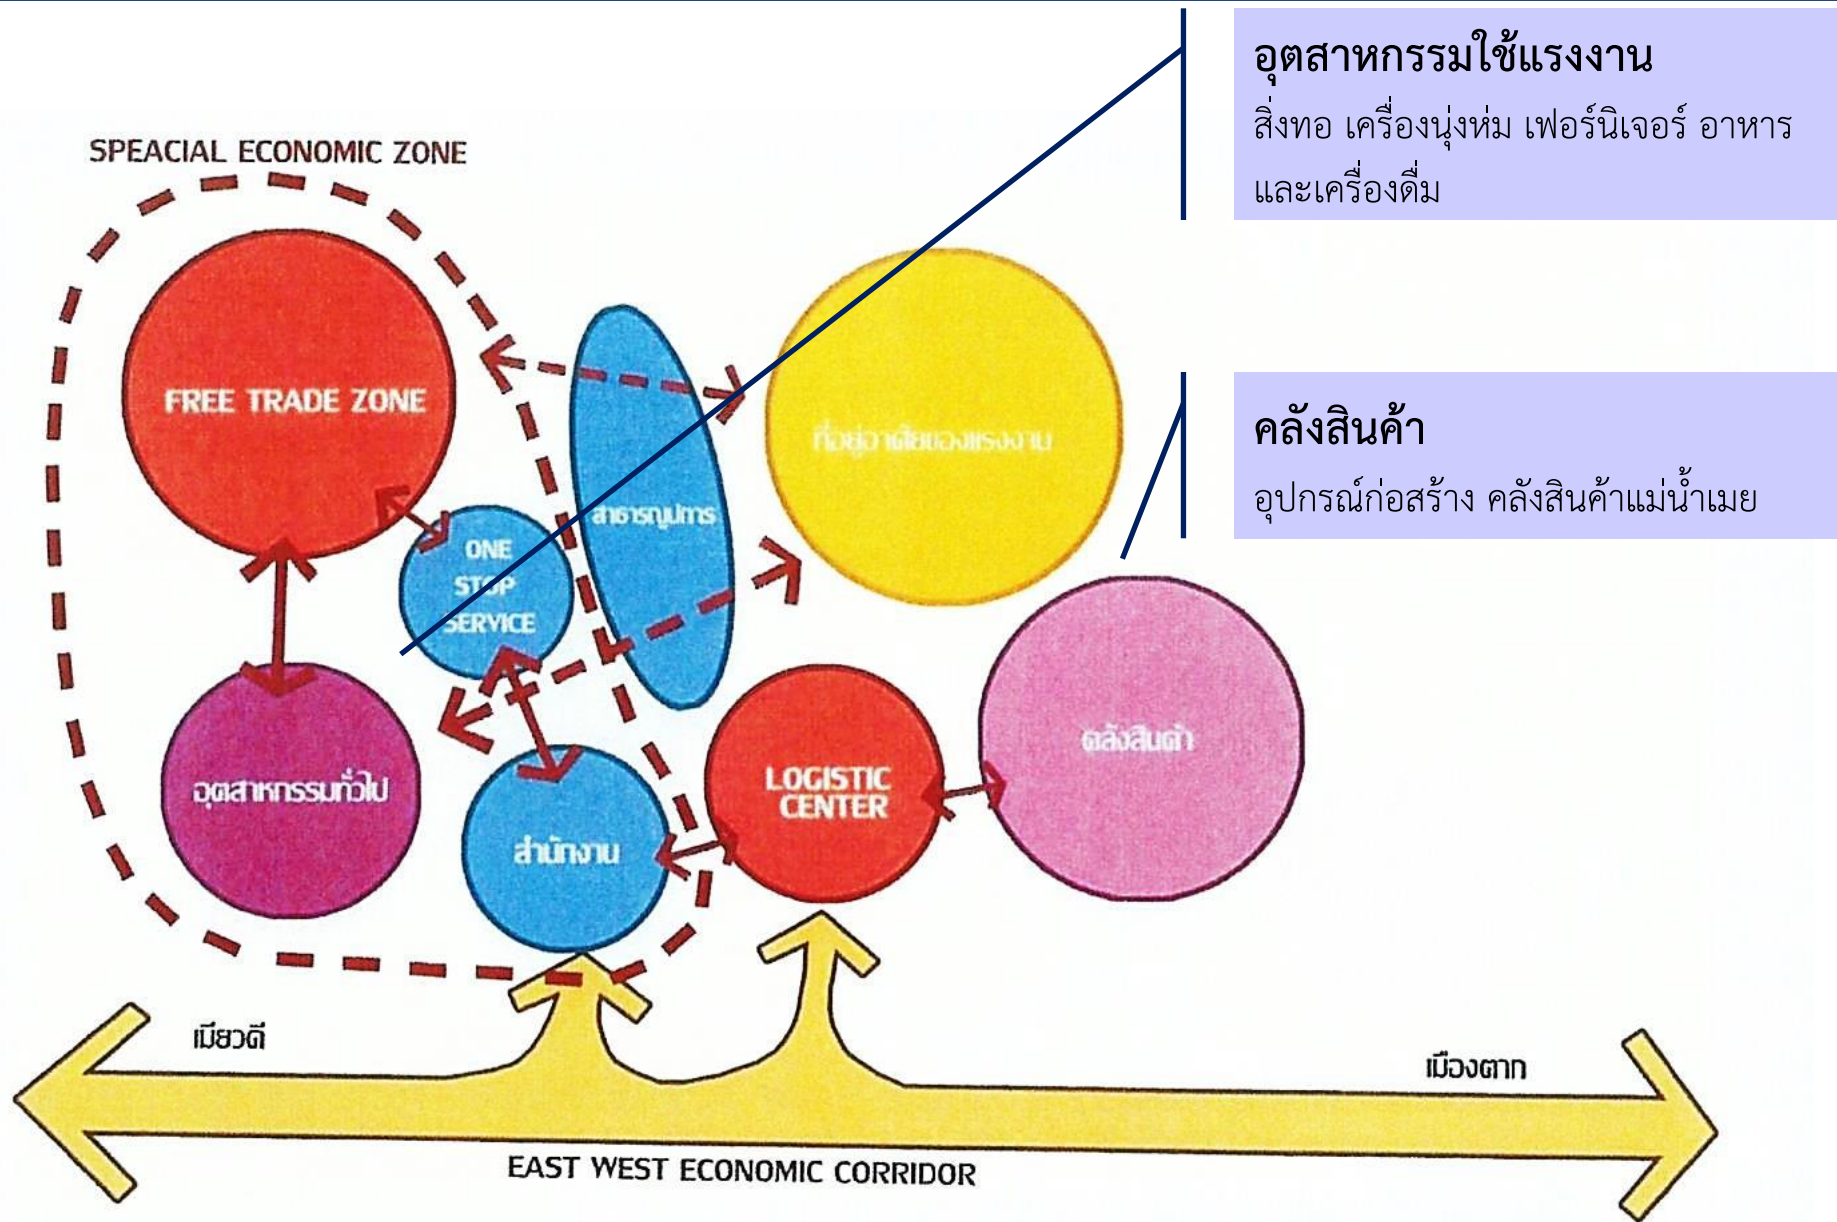 อุตสาหกรรมใช้แรงงาน
สิ่งทอ เครื่องนุ่งห่ม เฟอร์นิเจอร์ อาหาร
และเครื่องดื่ม
SPEACIAL ECONOMIC ZONE
FREE TRADE ZONE
คลังสินค้า
อุปกรณ์ก่อสร้าง คลังสินค้าแม่น้ำเมย
ที่อยู่อาศัยของแรงงาน
สาธารณูปการ
ONE
STOP
SERVICE
อุตสาหกรรมทั่วไป
สำนักงาน
LOGISTIC
CENTER
คลังสินค้า
เมียวดี
เมืองตาก
EAST WEST ECONOMIC CORRIDOR